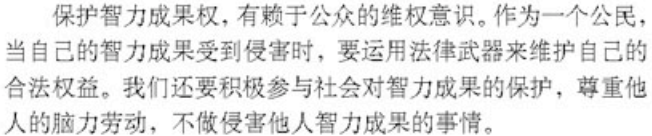 保护智力成果权，有赖于公众的维权意识。作为一个公民，
当自己的智力成果受到侵害时，要运用法律武器来维护自己的
合法权益。我们还要积极参与社会对智力成果的保护，尊重他
人的脑力劳动，不做侵害他人智力成果的事情。